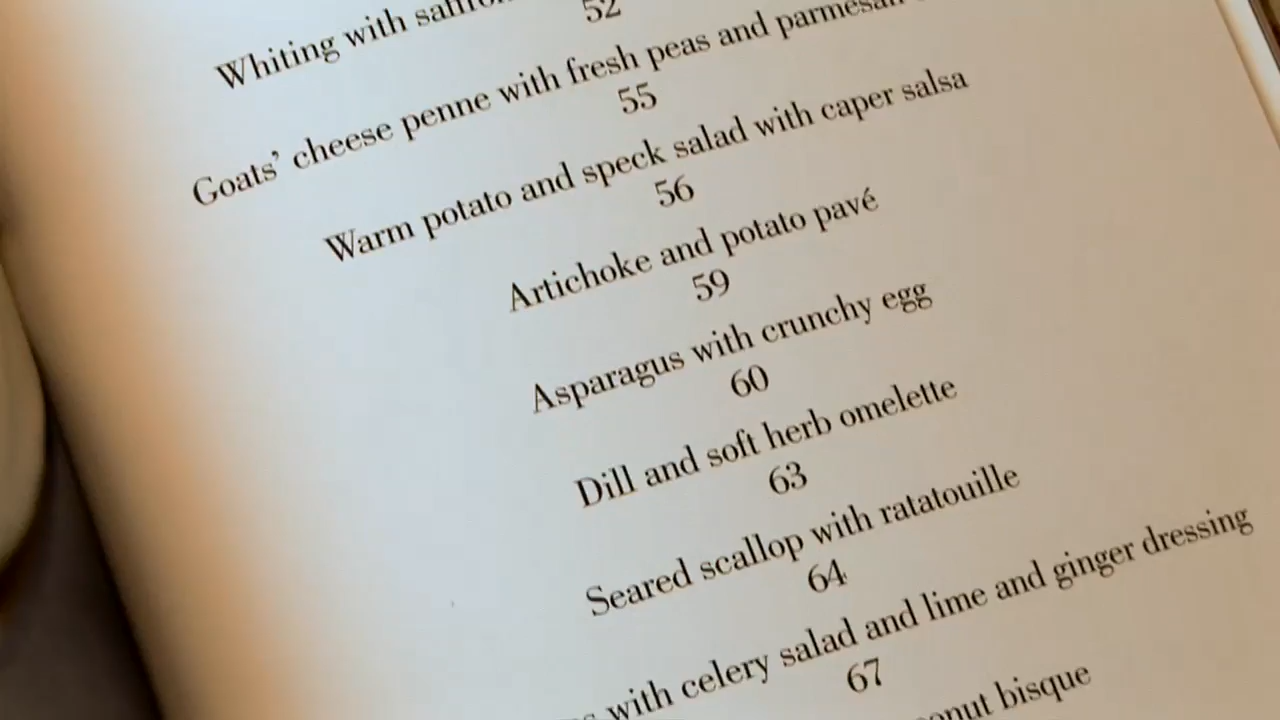 Whiting with
52
Goats' cheese penne with fresh peas and parmesan
55
Warm potato and speck salad with caper salsa
56
Artichoke and potato pavé
59
Asparagus with crunchy egg
60
Dill and soft herb omelette
63
Seared scallop with ratatouille
64
with celery salad and lime and ginger dressing
67
bisque